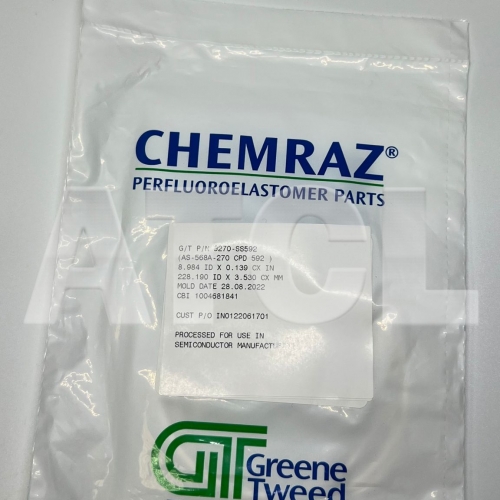 CHEMRAZ®
PERFLUOROELASTOMER PARTS
G/T P/N 9270-SS592
(AS-568A-270 CPD 592 )
8.984 ID X 0.139 CX IN
228.190 ID X 3.530 CX MM
MOLD DATE 28.08.2022
CBI 1004681841
CUST P/O IN0122061701
PROCESSED FOR USE IN
SEMICONDUCTOR MANUFACTU
ATCL
GT Greene
Tweed